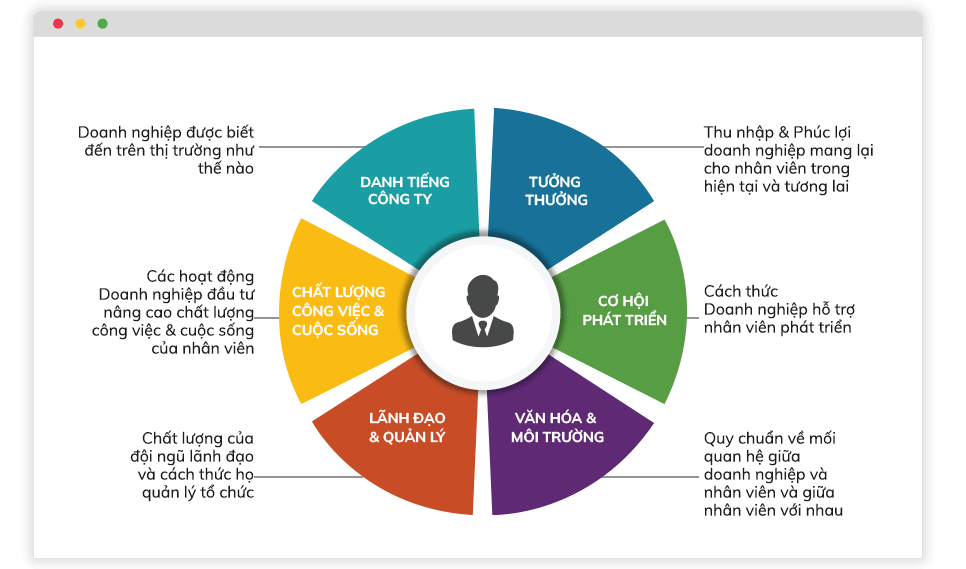 Doanh nghiệp được biết
đến trên thị trường như
thế nào
DANH TIẾNG
CÔNG TY
TƯỞNG
THƯỞNG
Thu nhập & Phúc lợi
doanh nghiệp mang lại
cho nhân viên trong
hiện tại và tương lai
Các hoạt động
Doanh nghiệp đầu tư
nâng cao chất lượng
công việc & cuộc sống
của nhân viên
CHẤT LƯỢNG
CÔNG VIỆC &
CUỘC SỐNG
CƠ HỘI
PHÁT TRIỂN
Cách thức
Doanh nghiệp hỗ trợ
nhân viên phát triển
Chất lượng của
đội ngũ lãnh đạo
và cách thức họ
quản lý tổ chức
LÃNH ĐẠO
& QUẢN LÝ
VĂN HÓA &
MÔI TRƯỜNG
Quy chuẩn về mối
quan hệ giữa
doanh nghiệp và
nhân viên và giữa
nhân viên với nhau